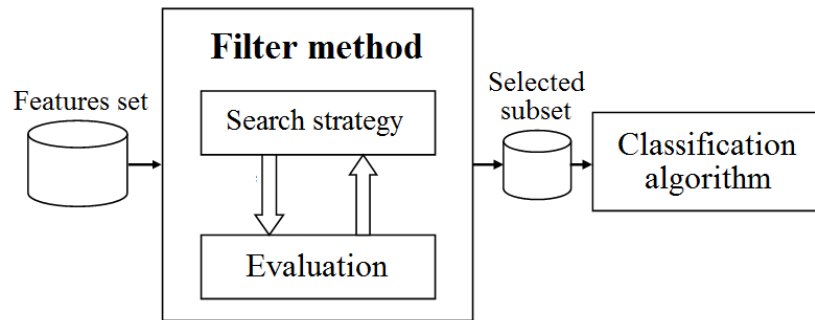 Filter method
Features set
Search strategy
Evaluation
Selected
subset
Classification
algorithm